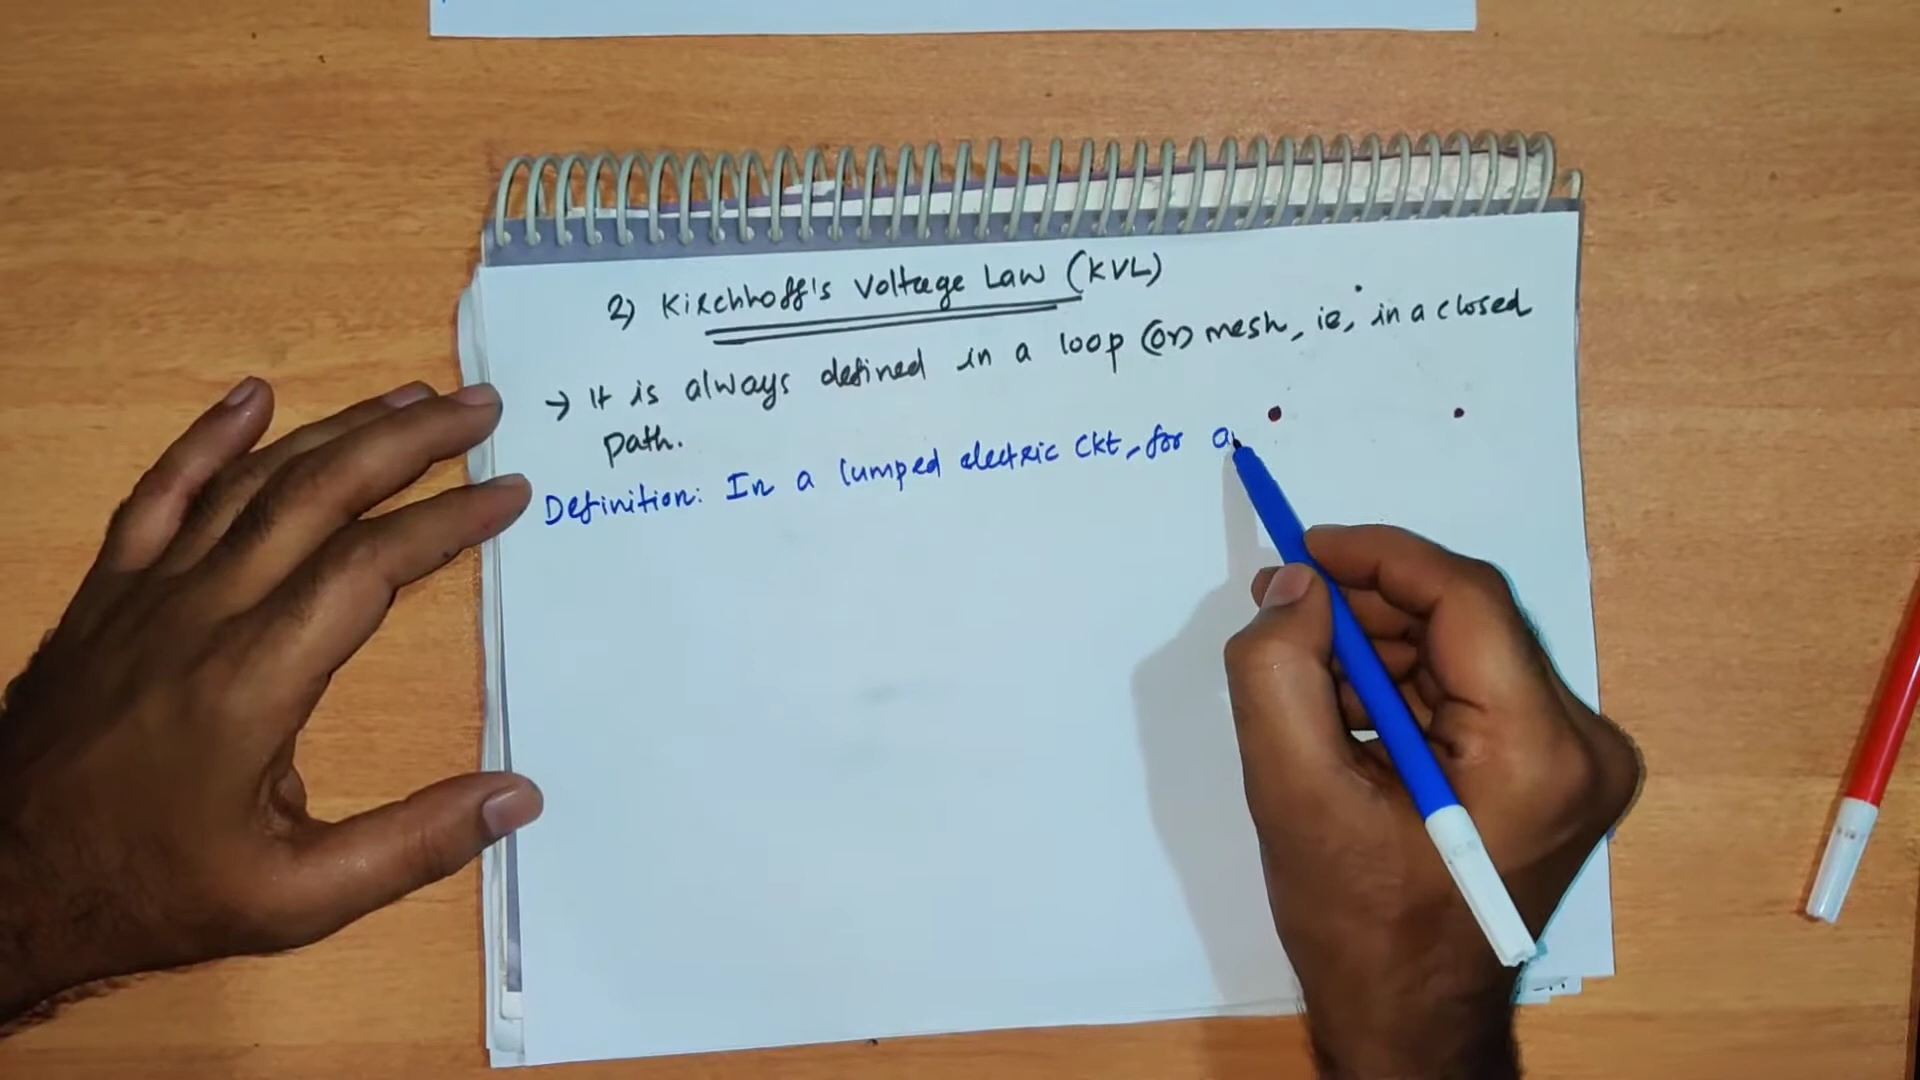 2) Kirchhoff's Voltage Law (KVL)
→ It is always defined in a loop (or) mesh, ie, in a closed
path.
Definition: In a lumped electric Ckt, for a